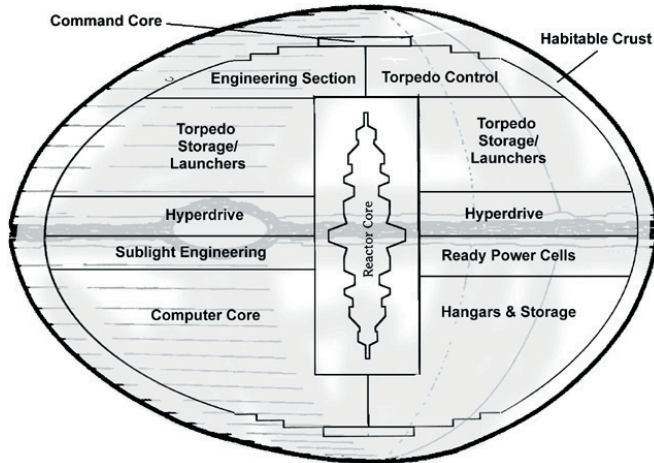 Command Core
Habitable Crust
Engineering Section
Torpedo Control
Torpedo
Storage/
Launchers
Torpedo
Storage/
Launchers
Hyperdrive
Reactor Core
Hyperdrive
Sublight Engineering
Ready Power Cells
Computer Core
Hangars & Storage